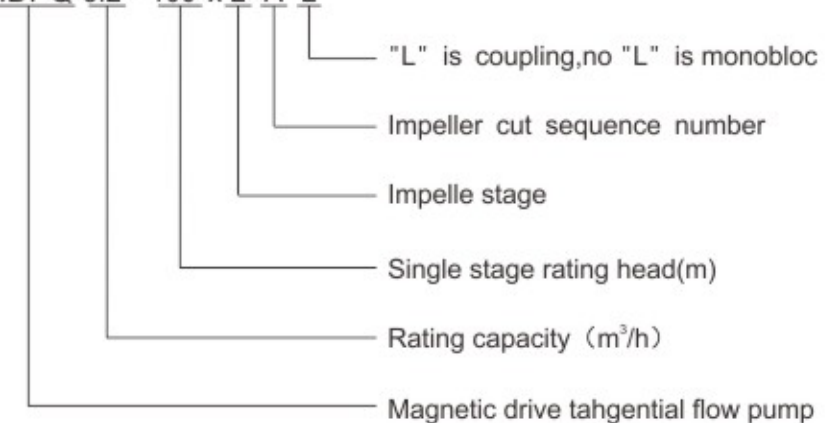 "L" is coupling,no "L" is monobloc
Impeller cut sequence number
Impelle stage
Single stage rating head(m)
Rating capacity（m³/h）
Magnetic drive tahgential flow pump